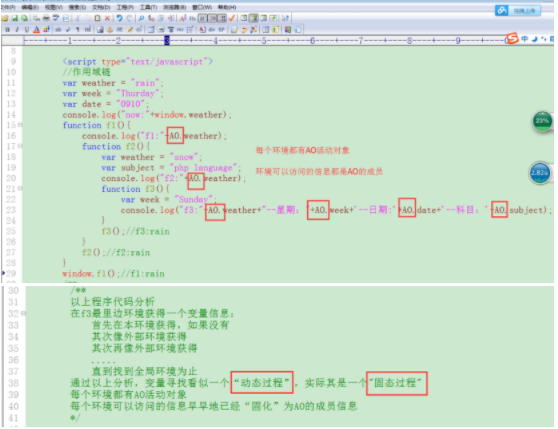 文件(F) 编辑(E) 视图(V) 搜索(S) 文档(D) 工程(P) 工具(T) 浏览器(B) 窗口(W) 帮助(H)
9 <script type="text/javascript">
10 //作用域链
11 var weather = "rain";
12 var week = "Thurday";
13 var date = "0910";
14 console.log("now:"+window.weather);
15 function f1(){
16 console.log("f1:"+AO.weather);
17 function f2(){
每个环境都有AO活动对象
18 var weather = "snow";
19 var subject = "php language";
环境可以访问的信息都是AO的成员
20 console.log("f2:"+AO.weather);
21 function f3(){
22 var week = "Sunday";
23 console.log("f3:"+AO.weather+"--星期："+AO.week+"--日期:"+AO.date+"--科目："+AO.subject);
24 }
25 f3();//f3:rain
26 }
27 f2();//f2:rain
28 }
29 window.f1();//f1:rain
23%
2.82
30 /**
31 以上程序代码分析
32 在f3最里边环境获得一个变量信息：
33 首先在本环境获得，如果没有
34 其次像外部环境获得
35 其次再像外部环境获得
36 .....
37 直到找到全局环境为止
38 通过以上分析，变量寻找看似一个“动态过程”，实际其是一个"固态过程"
39 每个环境都有AO活动对象
40 每个环境可以访问的信息早早地已经“固化”为AO的成员信息
41 */